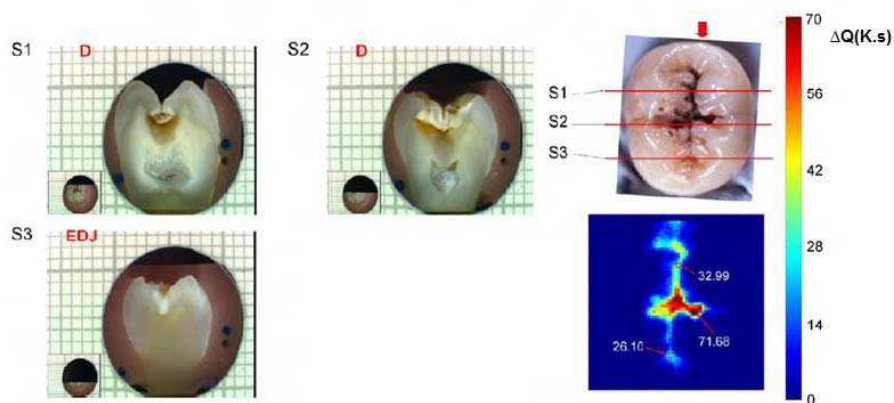 S1
D
S2
D
S3
EDJ
S1
S2
S3
32.99
26.10
71.68
70
56
42
28
14
0
ΔQ(K.s)